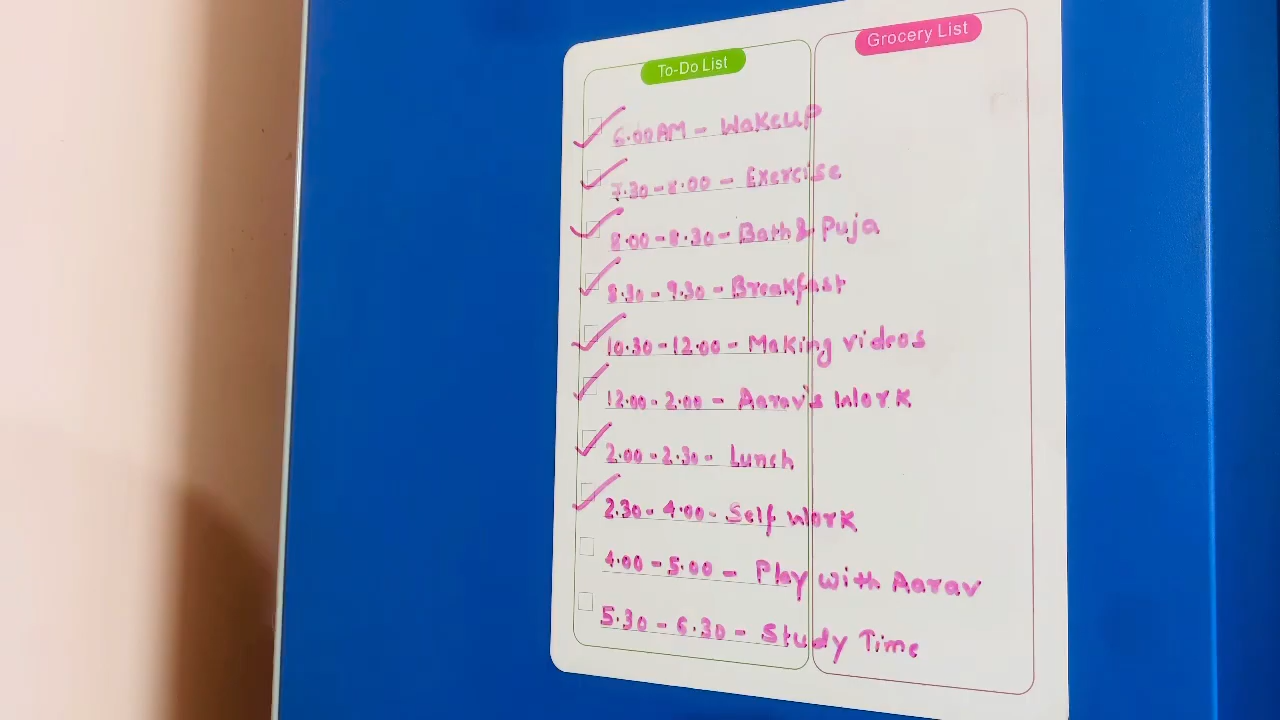 To-Do List
Grocery List
6.00AM - Wakeup
7.30 - 8.00 - Exercise
8.00 - 8.30 - Bath & Puja
8.30 - 9.30 - Breakfast
10.30 - 12.00 - Making videos
12.00 - 2.00 - Aarav's Work
2.00 - 2.30 - Lunch
2.30 - 4.00 - Self Work
4.00 - 5.00 - Play with Aarav
5.30 - 6.30 - Study Time